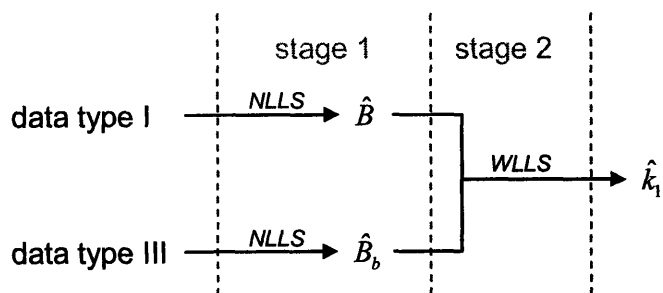 stage 1
stage 2
data type I
NLLS
B̂
WLLS
k̂₁
data type III
NLLS
B̂_b